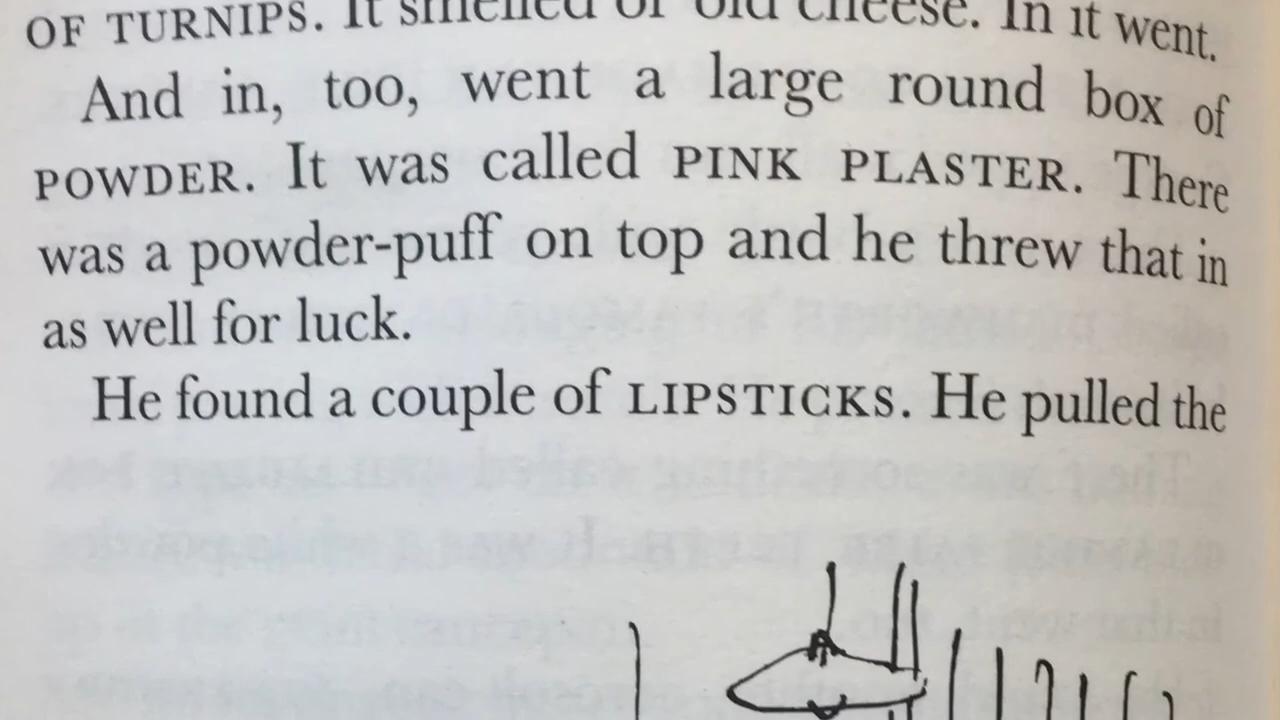 OF TURNIPS. It smelled of old cheese. In it went.
And in, too, went a large round box of
POWDER. It was called PINK PLASTER. There
was a powder-puff on top and he threw that in
as well for luck.
He found a couple of LIPSTICKS. He pulled the